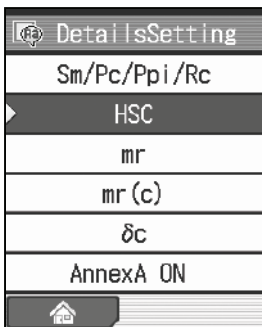 DetailsSetting
Sm/Pc/Ppi/Rc
HSC
mr
mr(c)
δc
AnnexA ON